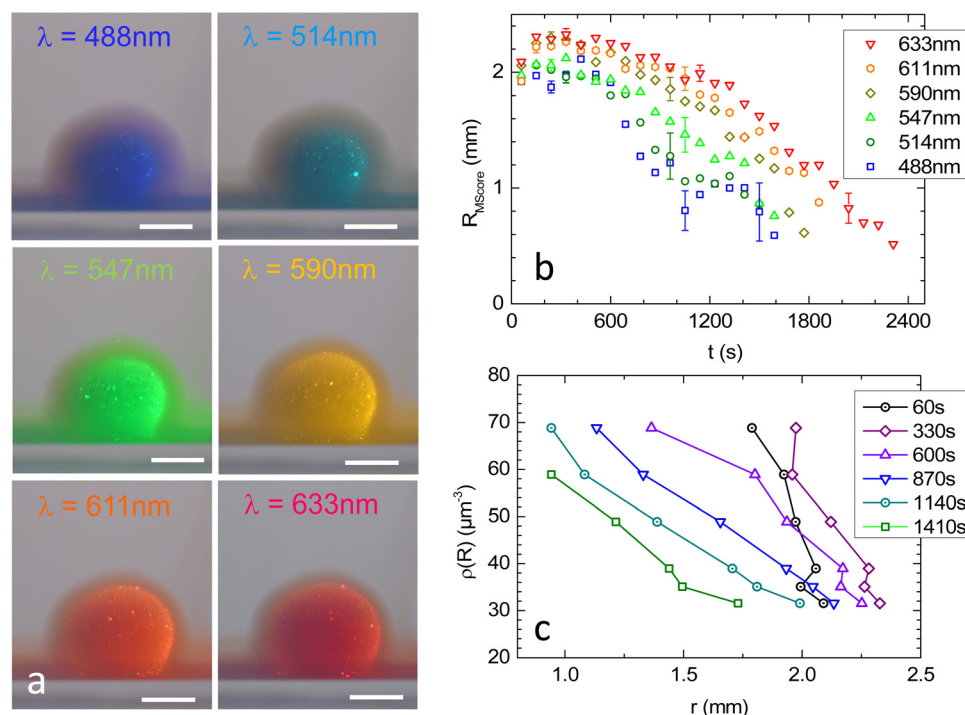 λ = 488nm
λ = 514nm
λ = 547nm
λ = 590nm
λ = 611nm
λ = 633nm
a
R_MScore (mm)
2
1
0
633nm
611nm
590nm
547nm
514nm
488nm
b
0
600
1200
1800
2400
t (s)
ρ(R) (µm⁻³)
80
70
60
50
40
30
20
60s
330s
600s
870s
1140s
1410s
c
1.0
1.5
2.0
2.5
r (mm)